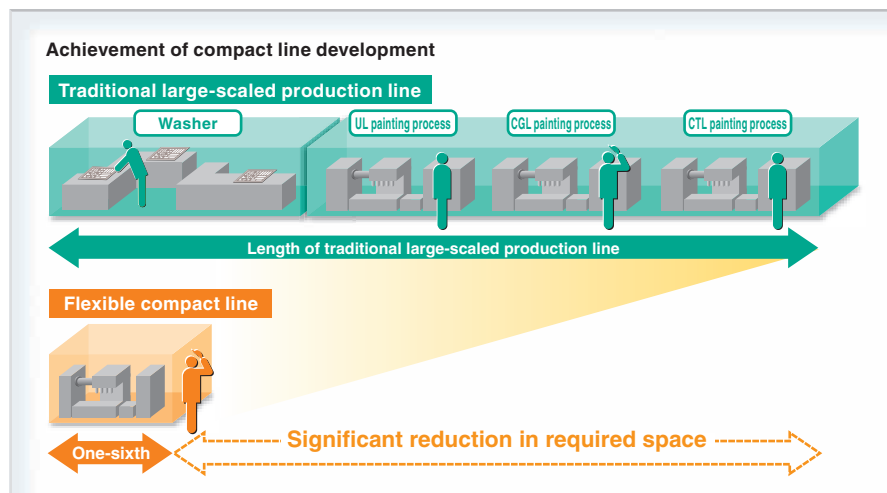 Achievement of compact line development
Traditional large-scaled production line
Washer
UL painting process
CGL painting process
CTL painting process
Length of traditional large-scaled production line
Flexible compact line
One-sixth
Significant reduction in required space